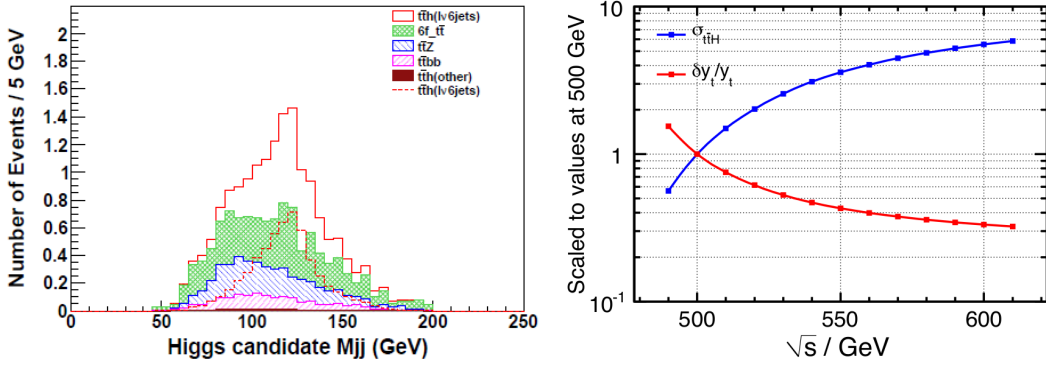 Number of Events / 5 GeV
2
1.8
1.6
1.4
1.2
1
0.8
0.6
0.4
0.2
0
tt̄h(lν6jets)
6f_tt̄
tt̄Z
tt̄bb
tt̄h(other)
tt̄h(lν6jets)
0 50 100 150 200 250
Higgs candidate Mjj (GeV)
Scaled to values at 500 GeV
10
1
10⁻¹
σtt̄H
δyt/yt
500 550 600
√s / GeV